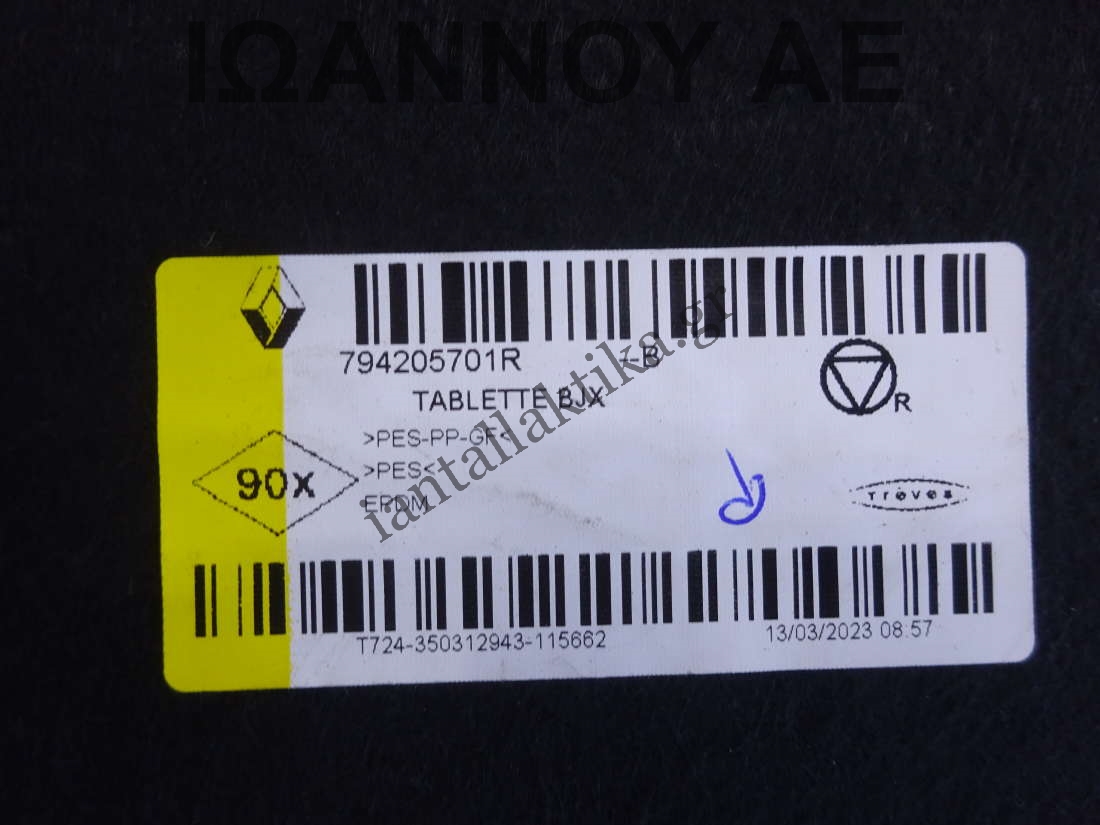 ΙΩΑΝΝΟΥ ΑΕ
794205701R --B
TABLETTE BJX
>PES-PP-GF<
90X
>PES<
EPDM
R
Treves
iantallaktika.gr
T724-350312943-115662
13/03/2023 08:57